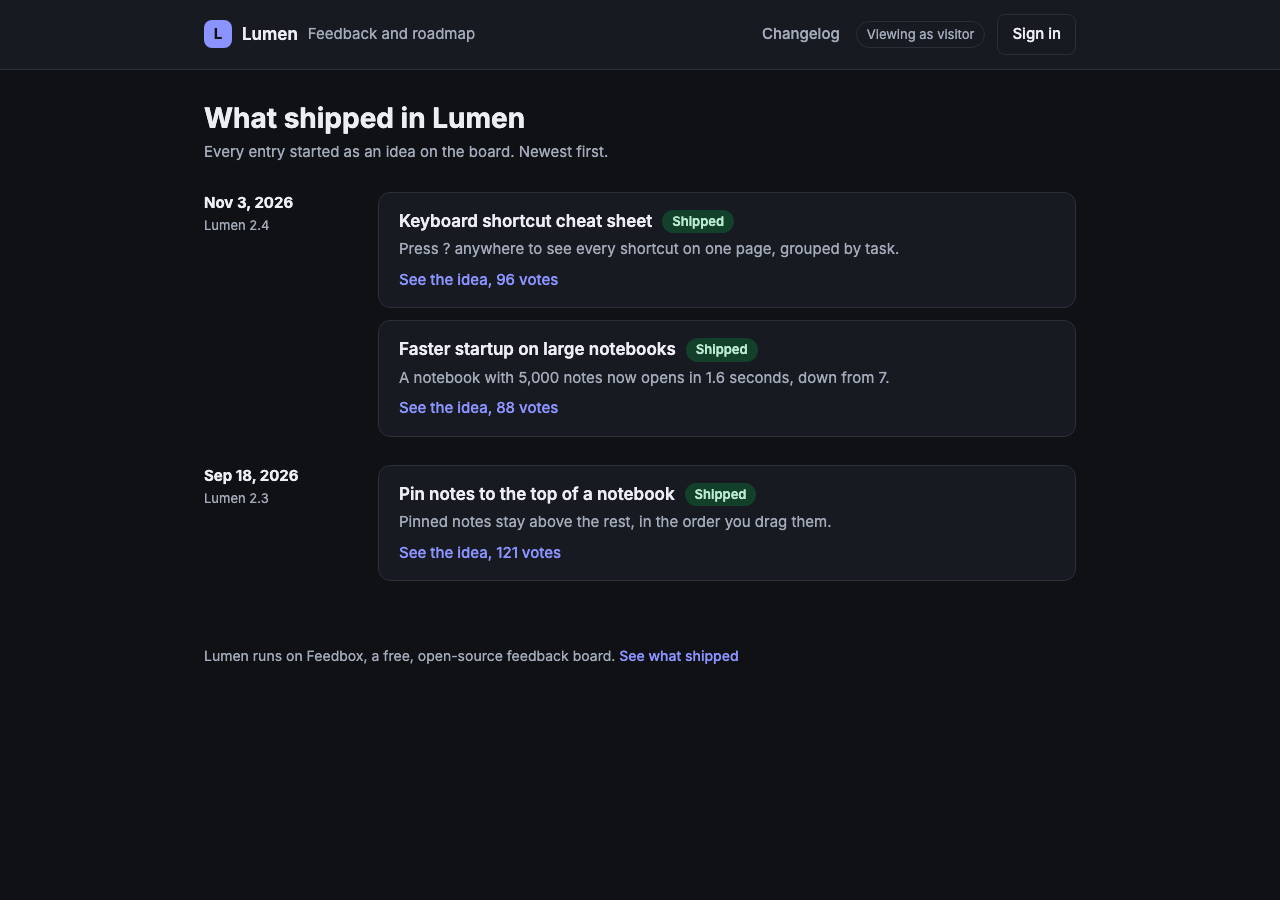 L Lumen Feedback and roadmap Changelog Viewing as visitor Sign in
What shipped in Lumen
Every entry started as an idea on the board. Newest first.
Nov 3, 2026
Lumen 2.4
Keyboard shortcut cheat sheet Shipped
Press ? anywhere to see every shortcut on one page, grouped by task.
See the idea, 96 votes
Faster startup on large notebooks Shipped
A notebook with 5,000 notes now opens in 1.6 seconds, down from 7.
See the idea, 88 votes
Sep 18, 2026
Lumen 2.3
Pin notes to the top of a notebook Shipped
Pinned notes stay above the rest, in the order you drag them.
See the idea, 121 votes
Lumen runs on Feedbox, a free, open-source feedback board. See what shipped